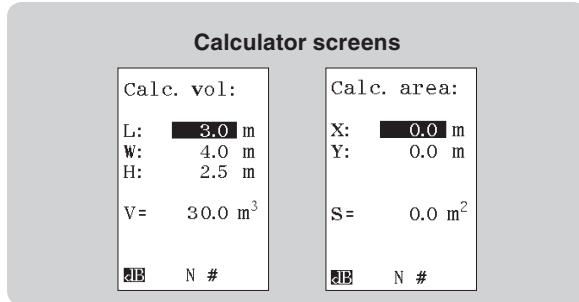 Calculator screens
Calc. vol:
L: 3.0 m
W: 4.0 m
H: 2.5 m
V= 30.0 m³
dB N #
Calc. area:
X: 0.0 m
Y: 0.0 m
S= 0.0 m²
dB N #